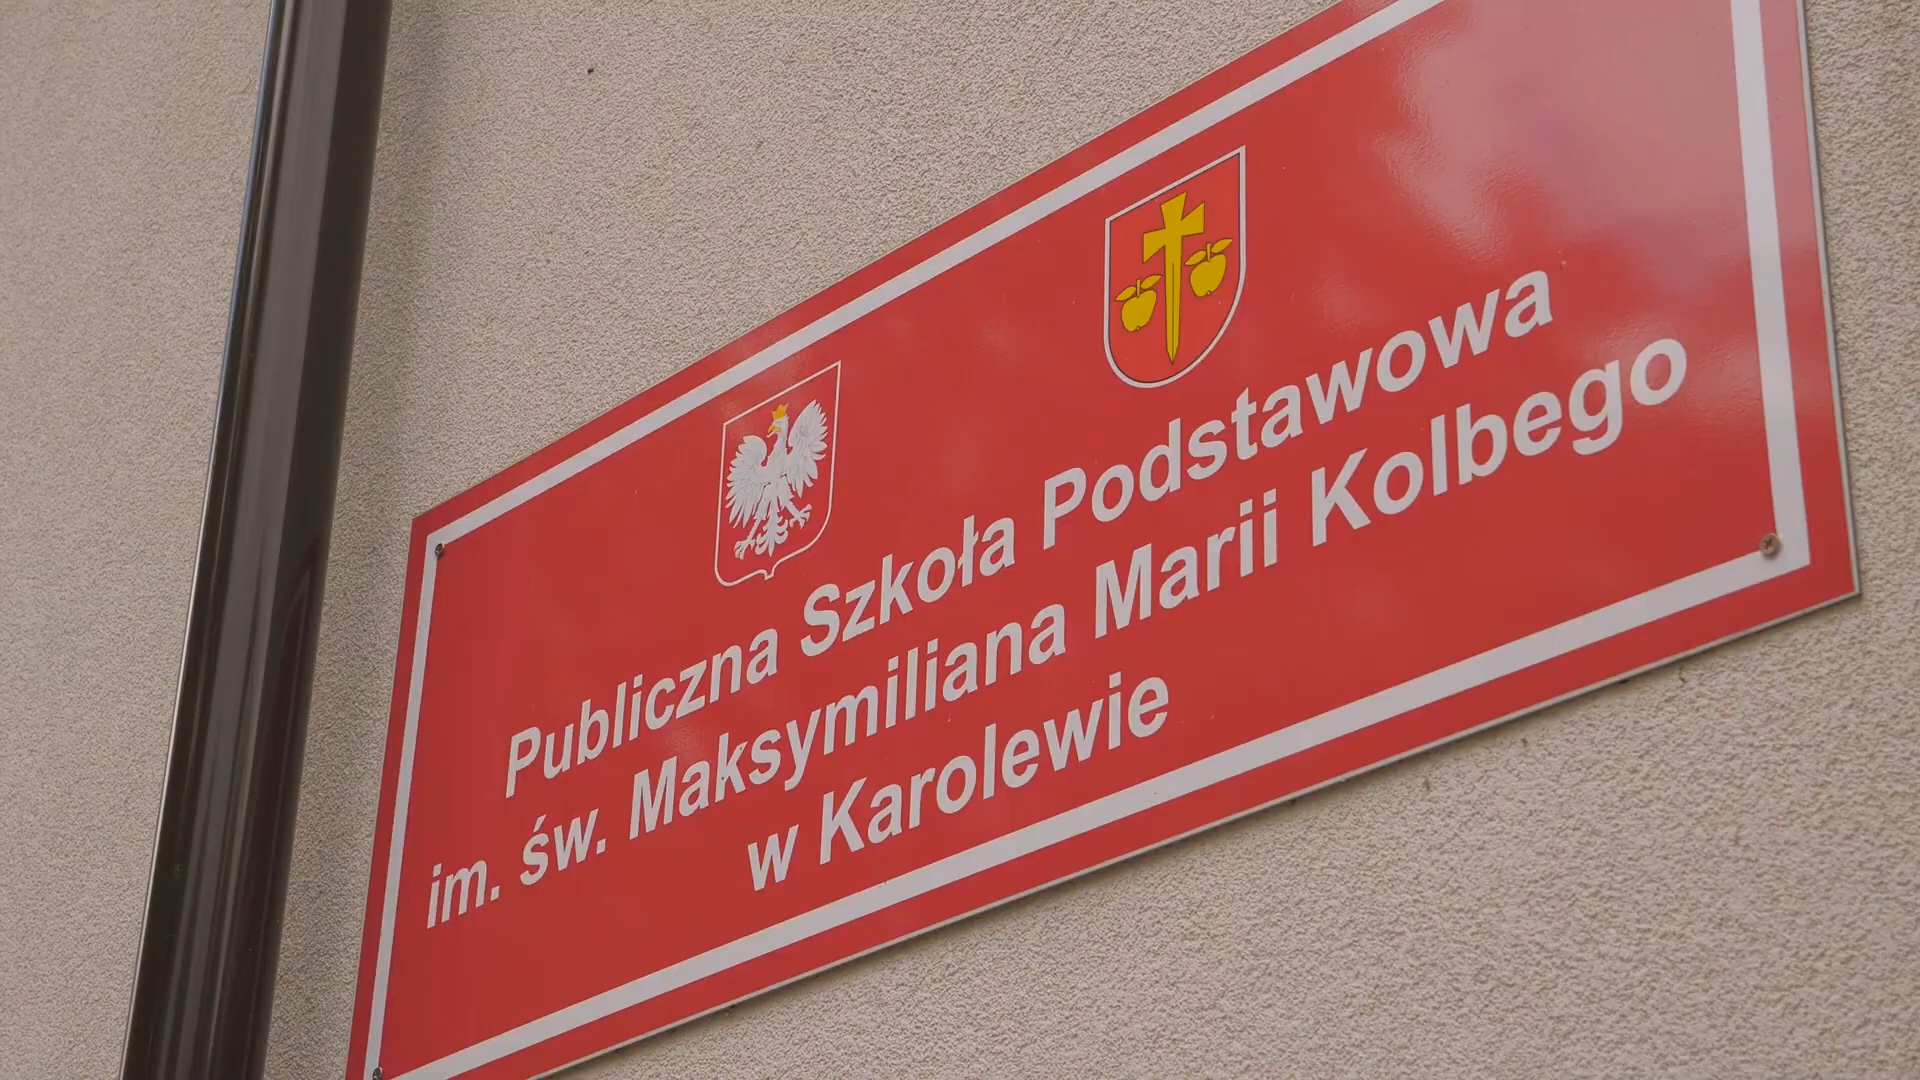 Publiczna Szkoła Podstawowa
im. św. Maksymiliana Marii Kolbego
w Karolewie